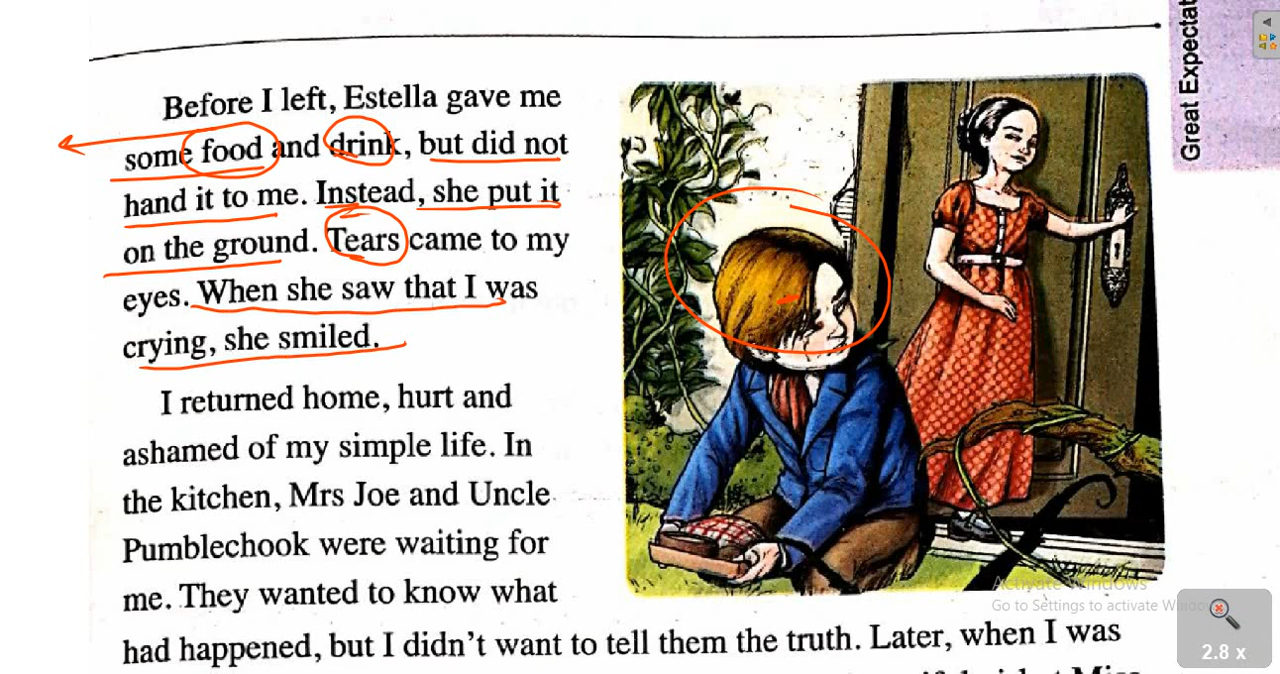 Great Expectat
Before I left, Estella gave me
some food and drink, but did not
hand it to me. Instead, she put it
on the ground. Tears came to my
eyes. When she saw that I was
crying, she smiled.
I returned home, hurt and
ashamed of my simple life. In
the kitchen, Mrs Joe and Uncle
Pumblechook were waiting for
me. They wanted to know what
had happened, but I didn't want to tell them the truth. Later, when I was
Miss
Activate Windows
Go to Settings to activate Windo
2.8 x